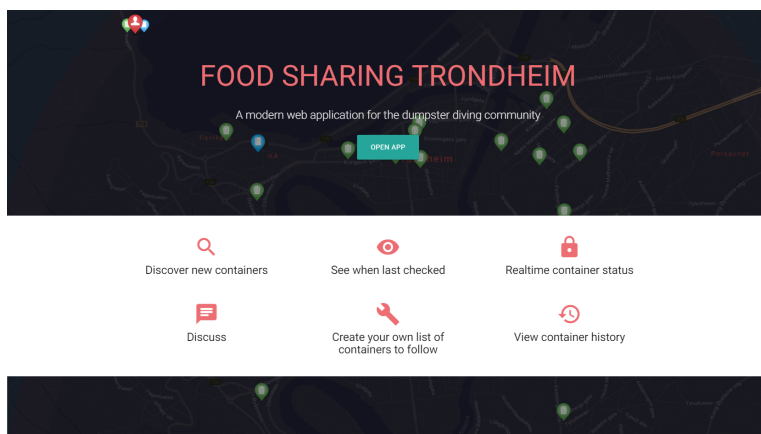 FOOD SHARING TRONDHEIM
A modern web application for the dumpster diving community
OPEN APP
Discover new containers
See when last checked
Realtime container status
Discuss
Create your own list of
containers to follow
View container history